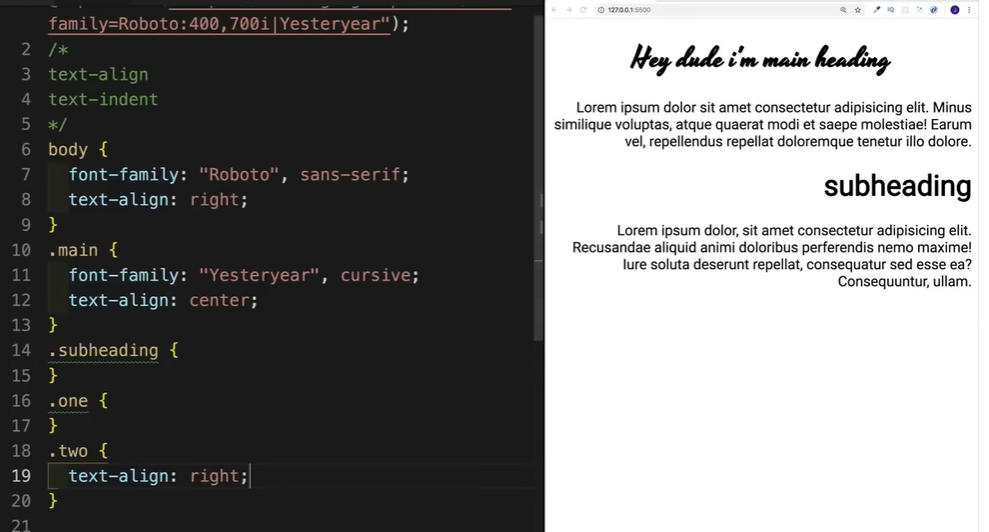 family=Roboto:400,700i|Yesteryear");
2 /*
3 text-align
4 text-indent
5 */
6 body {
7 font-family: "Roboto", sans-serif;
8 text-align: right;
9 }
10 .main {
11 font-family: "Yesteryear", cursive;
12 text-align: center;
13 }
14 .subheading {
15 }
16 .one {
17 }
18 .two {
19 text-align: right;
20 }
21
127.0.0.1:5500
Hey dude i'm main heading
Lorem ipsum dolor sit amet consectetur adipisicing elit. Minus
similique voluptas, atque quaerat modi et saepe molestiae! Earum
vel, repellendus repellat doloremque tenetur illo dolore.
subheading
Lorem ipsum dolor, sit amet consectetur adipisicing elit.
Recusandae aliquid animi doloribus perferendis nemo maxime!
Iure soluta deserunt repellat, consequatur sed esse ea?
Consequuntur, ullam.